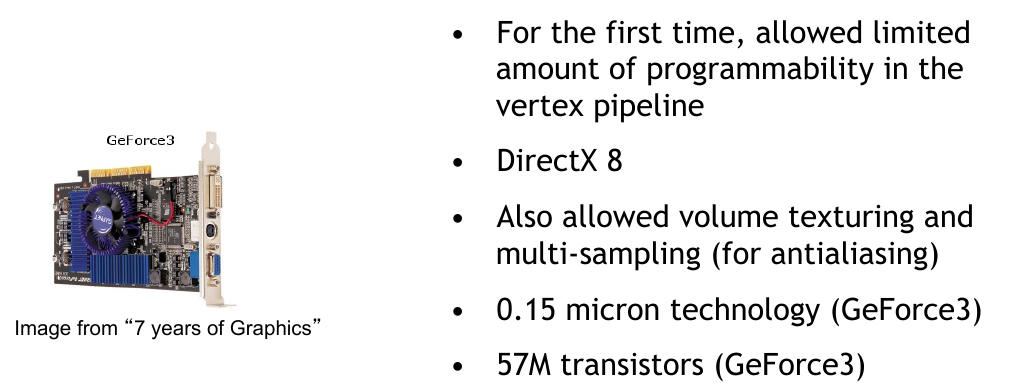 • For the first time, allowed limited
amount of programmability in the
vertex pipeline
• DirectX 8
• Also allowed volume texturing and
multi-sampling (for antialiasing)
• 0.15 micron technology (GeForce3)
• 57M transistors (GeForce3)
GeForce3
Image from “7 years of Graphics”